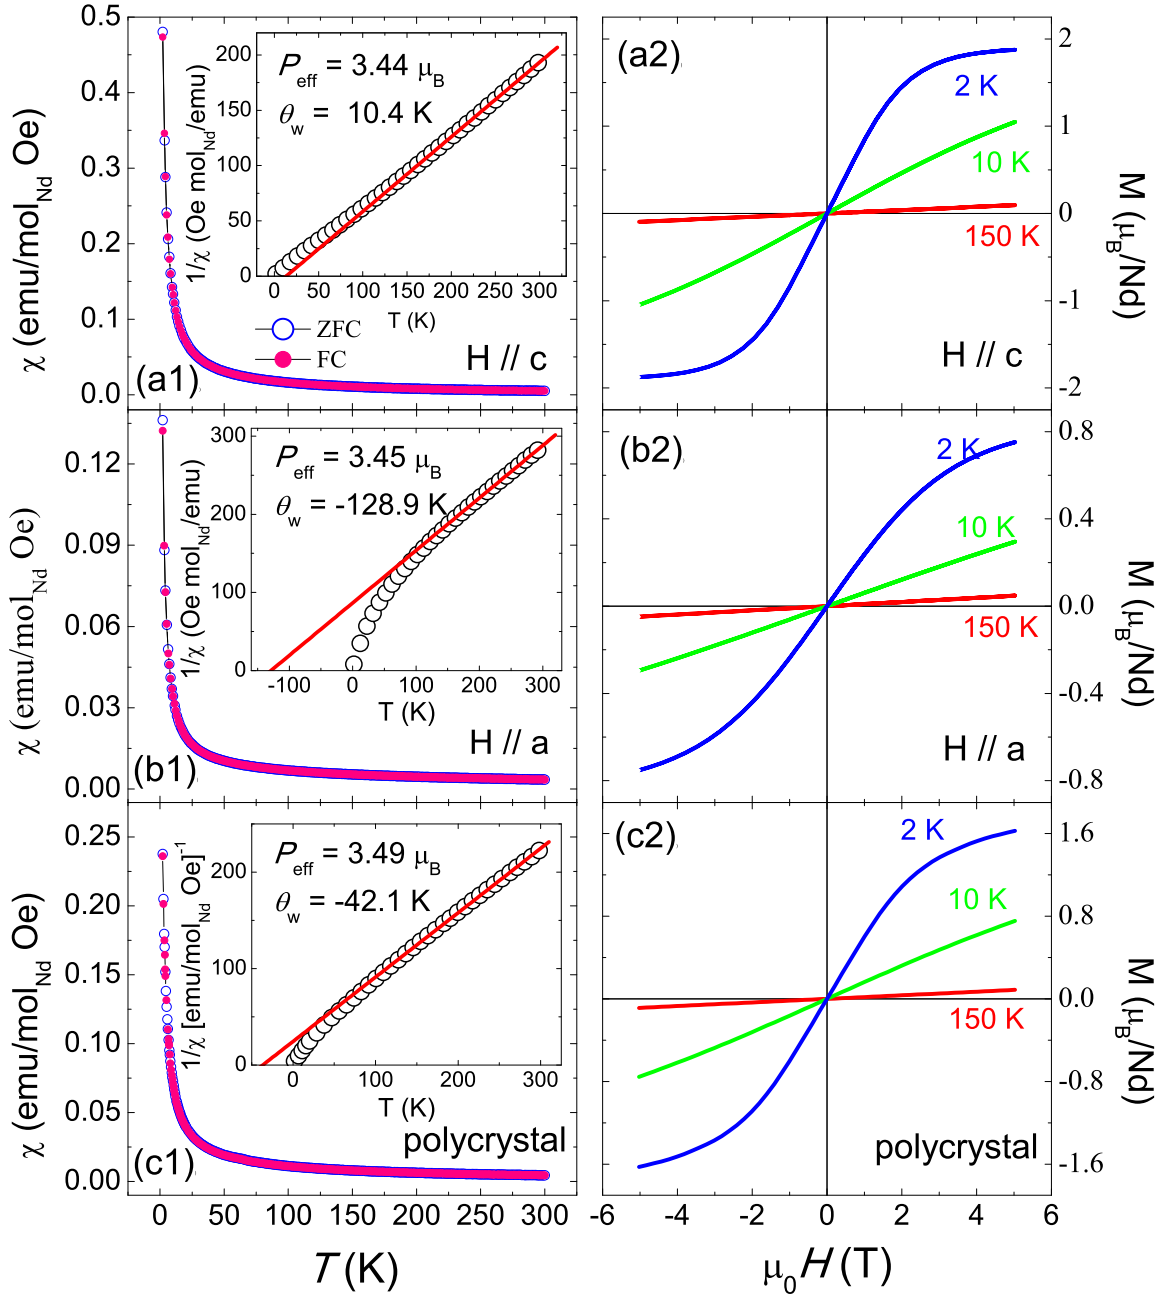 0.5
0.4
0.3
0.2
0.1
0.0
χ (emu/mol_Nd Oe)
200
150
100
50
0
1/χ (Oe mol_Nd/emu)
P_eff = 3.44 μ_B
θ_w = 10.4 K
0 50 100 150 200 250 300
T (K)
ZFC
FC
H // c
(a1)
(a2)
2 K
10 K
150 K
H // c
2
1
0
-1
-2
M (μ_B/Nd)
0.12
0.09
0.06
0.03
0.00
χ (emu/mol_Nd Oe)
300
200
100
0
1/χ (Oe mol_Nd/emu)
P_eff = 3.45 μ_B
θ_w = -128.9 K
-100 0 100 200 300
T (K)
H // a
(b1)
(b2)
2 K
10 K
150 K
H // a
0.8
0.4
0.0
-0.4
-0.8
M (μ_B/Nd)
0.25
0.20
0.15
0.10
0.05
0.00
χ (emu/mol_Nd Oe)
200
100
0
1/χ [emu/mol_Nd Oe]^-1
P_eff = 3.49 μ_B
θ_w = -42.1 K
0 100 200 300
T (K)
polycrystal
(c1)
(c2)
2 K
10 K
150 K
polycrystal
1.6
0.8
0.0
-0.8
-1.6
M (μ_B/Nd)
0 50 100 150 200 250 300
T (K)
-6 -4 -2 0 2 4 6
μ_0 H (T)